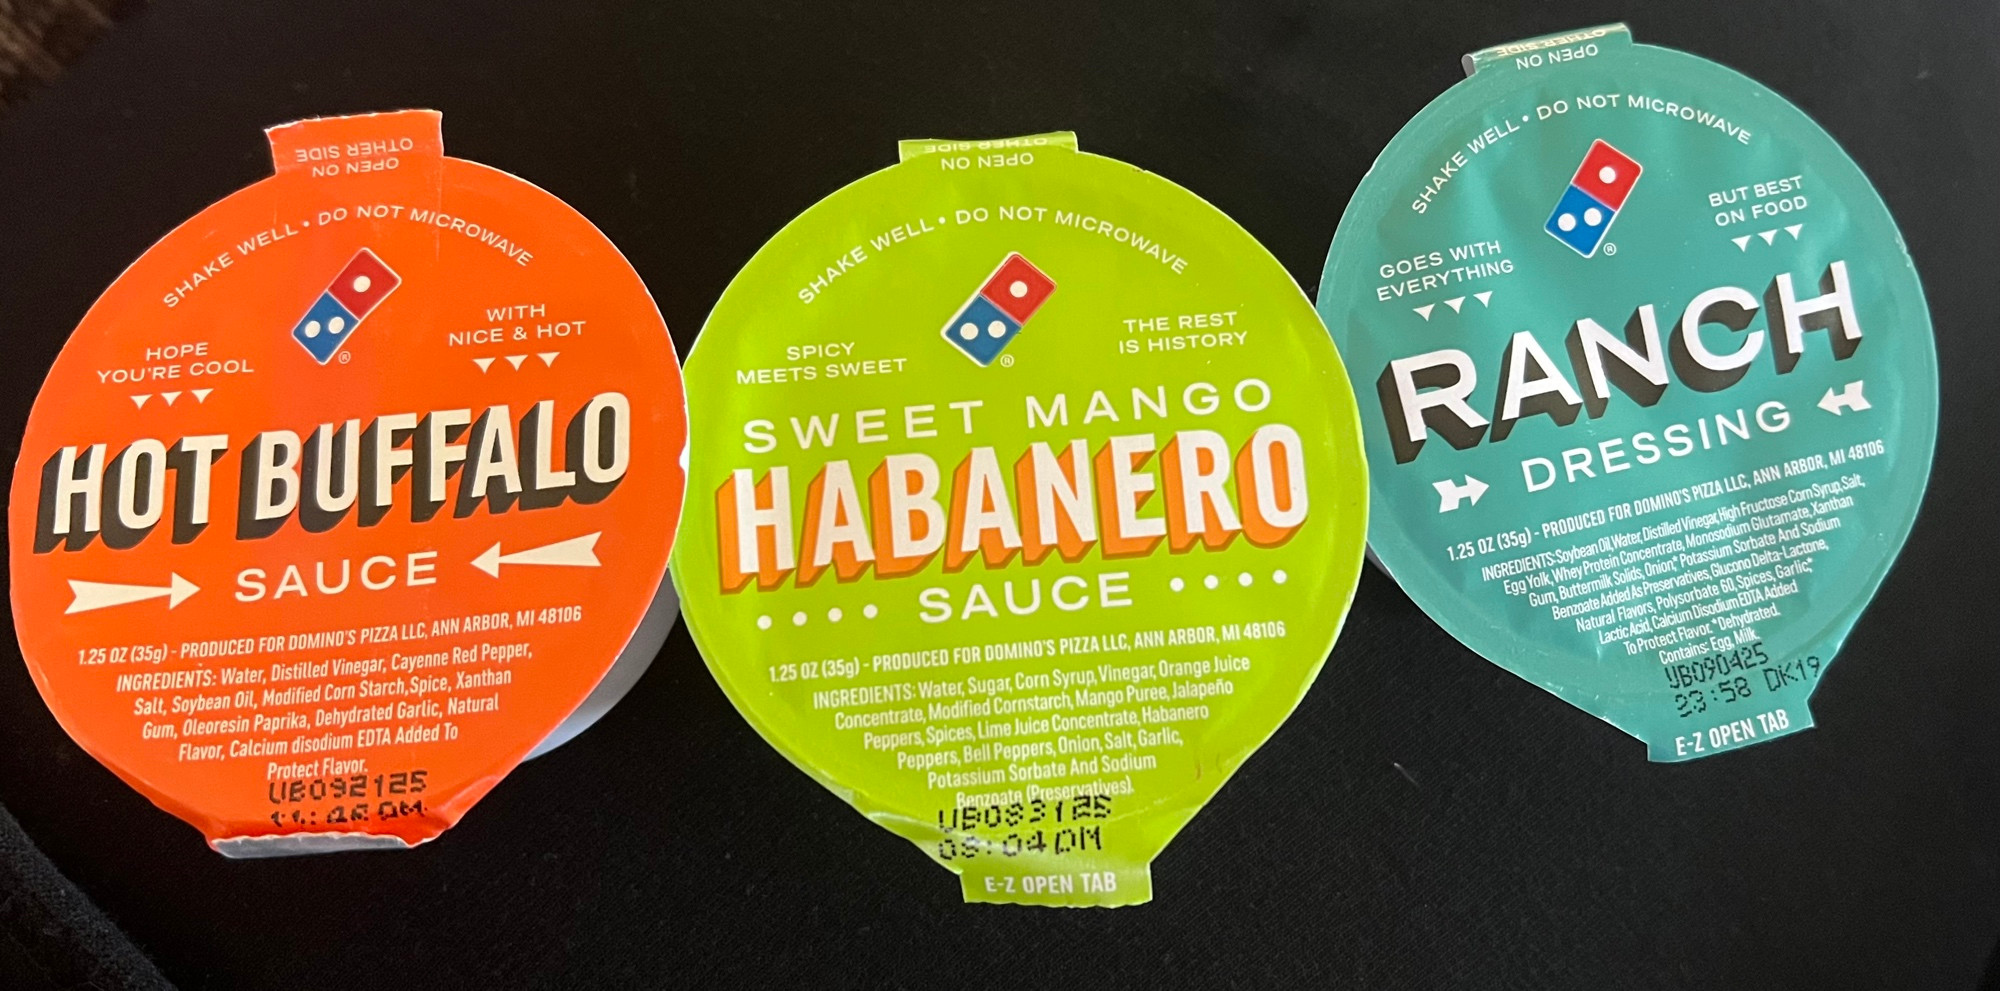 OPEN ON
OTHER SIDE
SHAKE WELL • DO NOT MICROWAVE
HOPE
YOU'RE COOL
WITH
NICE & HOT
®
HOT BUFFALO
SAUCE
1.25 OZ (35g) - PRODUCED FOR DOMINO'S PIZZA LLC, ANN ARBOR, MI 48106
INGREDIENTS: Water, Distilled Vinegar, Cayenne Red Pepper,
Salt, Soybean Oil, Modified Corn Starch,Spice, Xanthan
Gum, Oleoresin Paprika, Dehydrated Garlic, Natural
Flavor, Calcium disodium EDTA Added To
Protect Flavor.
UB092125
OPEN ON
OTHER SIDE
SHAKE WELL • DO NOT MICROWAVE
SPICY
MEETS SWEET
THE REST
IS HISTORY
®
SWEET MANGO
HABANERO
SAUCE
1.25 OZ (35g) - PRODUCED FOR DOMINO'S PIZZA LLC, ANN ARBOR, MI 48106
INGREDIENTS: Water, Sugar, Corn Syrup, Vinegar, Orange Juice
Concentrate, Modified Cornstarch, Mango Puree, Jalapeño
Peppers, Spices, Lime Juice Concentrate, Habanero
Peppers, Bell Peppers, Onion, Salt, Garlic,
Potassium Sorbate And Sodium
Benzoate (Preservatives).
UB083125
E-Z OPEN TAB
OPEN ON
OTHER SIDE
SHAKE WELL • DO NOT MICROWAVE
GOES WITH
EVERYTHING
BUT BEST
ON FOOD
®
RANCH
DRESSING
1.25 OZ (35g) - PRODUCED FOR DOMINO'S PIZZA LLC, ANN ARBOR, MI 48106
INGREDIENTS: Soybean Oil, Water, Distilled Vinegar, High Fructose Corn Syrup, Salt,
Egg Yolk, Whey Protein Concentrate, Monosodium Glutamate, Xanthan
Gum, Buttermilk Solids, Onion,* Potassium Sorbate And Sodium
Benzoate Added As Preservatives, Glucono Delta-Lactone,
Natural Flavors, Polysorbate 60, Spices, Garlic,*
Lactic Acid, Calcium Disodium EDTA Added
To Protect Flavor. *Dehydrated.
Contains: Egg, Milk.
UB090425
23:58 DK19
E-Z OPEN TAB